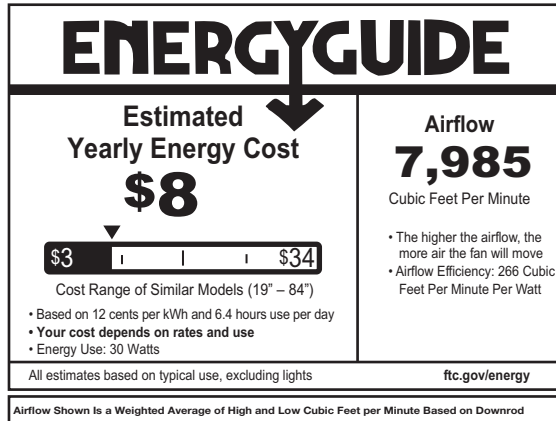 ENERGYGUIDE
Estimated
Yearly Energy Cost
$8
$3
$34
Cost Range of Similar Models (19” – 84”)
• Based on 12 cents per kWh and 6.4 hours use per day
• Your cost depends on rates and use
• Energy Use: 30 Watts
Airflow
7,985
Cubic Feet Per Minute
• The higher the airflow, the
more air the fan will move
• Airflow Efficiency: 266 Cubic
Feet Per Minute Per Watt
All estimates based on typical use, excluding lights
ftc.gov/energy
Airflow Shown Is a Weighted Average of High and Low Cubic Feet per Minute Based on Downrod